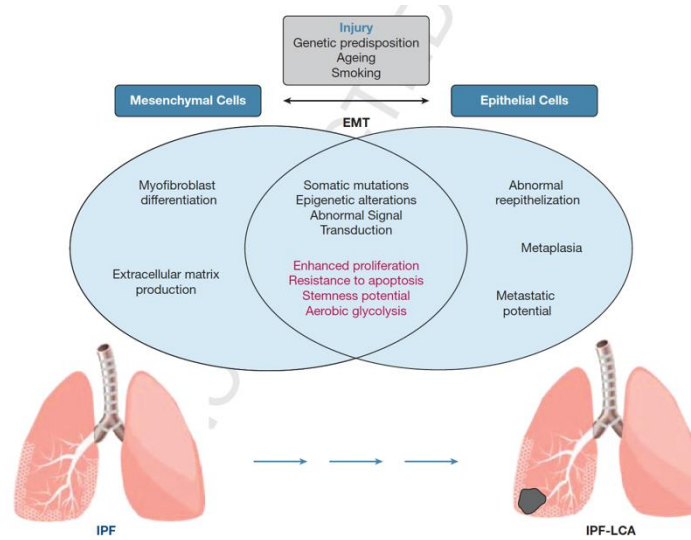 Injury
Genetic predisposition
Ageing
Smoking
Mesenchymal Cells
Epithelial Cells
EMT
Myofibroblast
differentiation
Extracellular matrix
production
Somatic mutations
Epigenetic alterations
Abnormal Signal
Transduction
Enhanced proliferation
Resistance to apoptosis
Stemness potential
Aerobic glycolysis
Abnormal
reepithelization
Metaplasia
Metastatic
potential
IPF
IPF-LCA